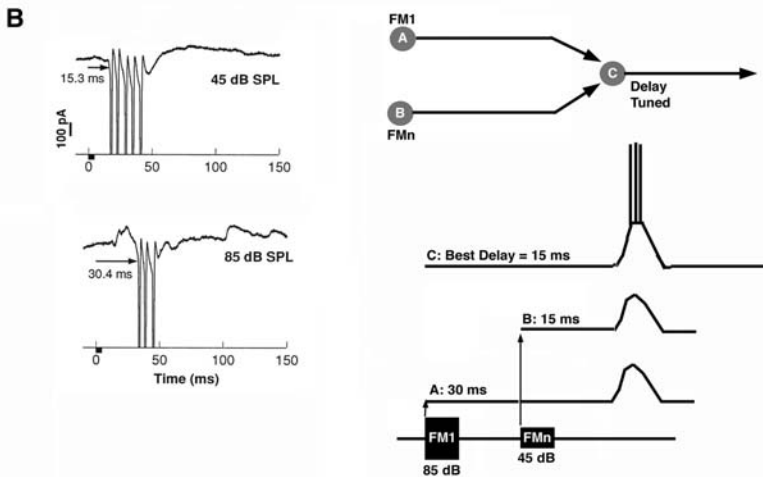 B
15.3 ms
45 dB SPL
100 pA
0 50 100 150
30.4 ms
85 dB SPL
0 50 100 150
Time (ms)
FM1
A
B
FMn
C
Delay
Tuned
C: Best Delay = 15 ms
B: 15 ms
A: 30 ms
FM1
FMn
85 dB
45 dB